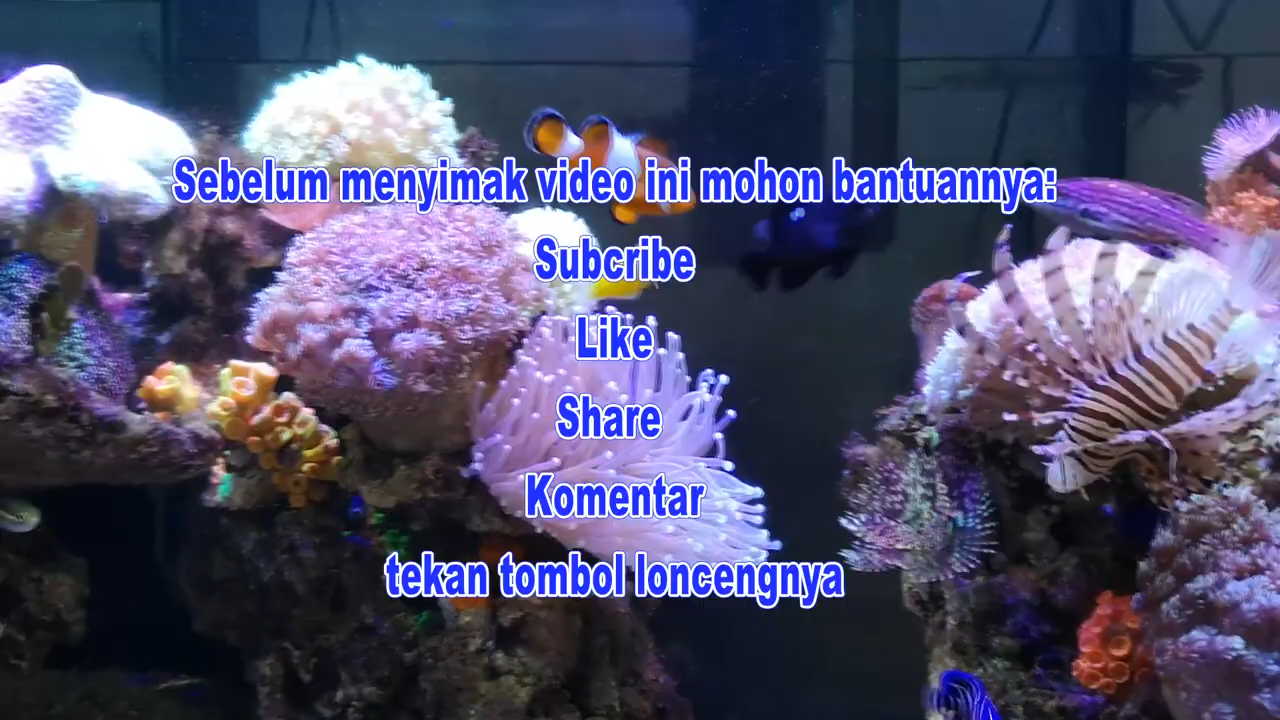 Sebelum menyimak video ini mohon bantuannya:
Subcribe
Like
Share
Komentar
tekan tombol loncengnya